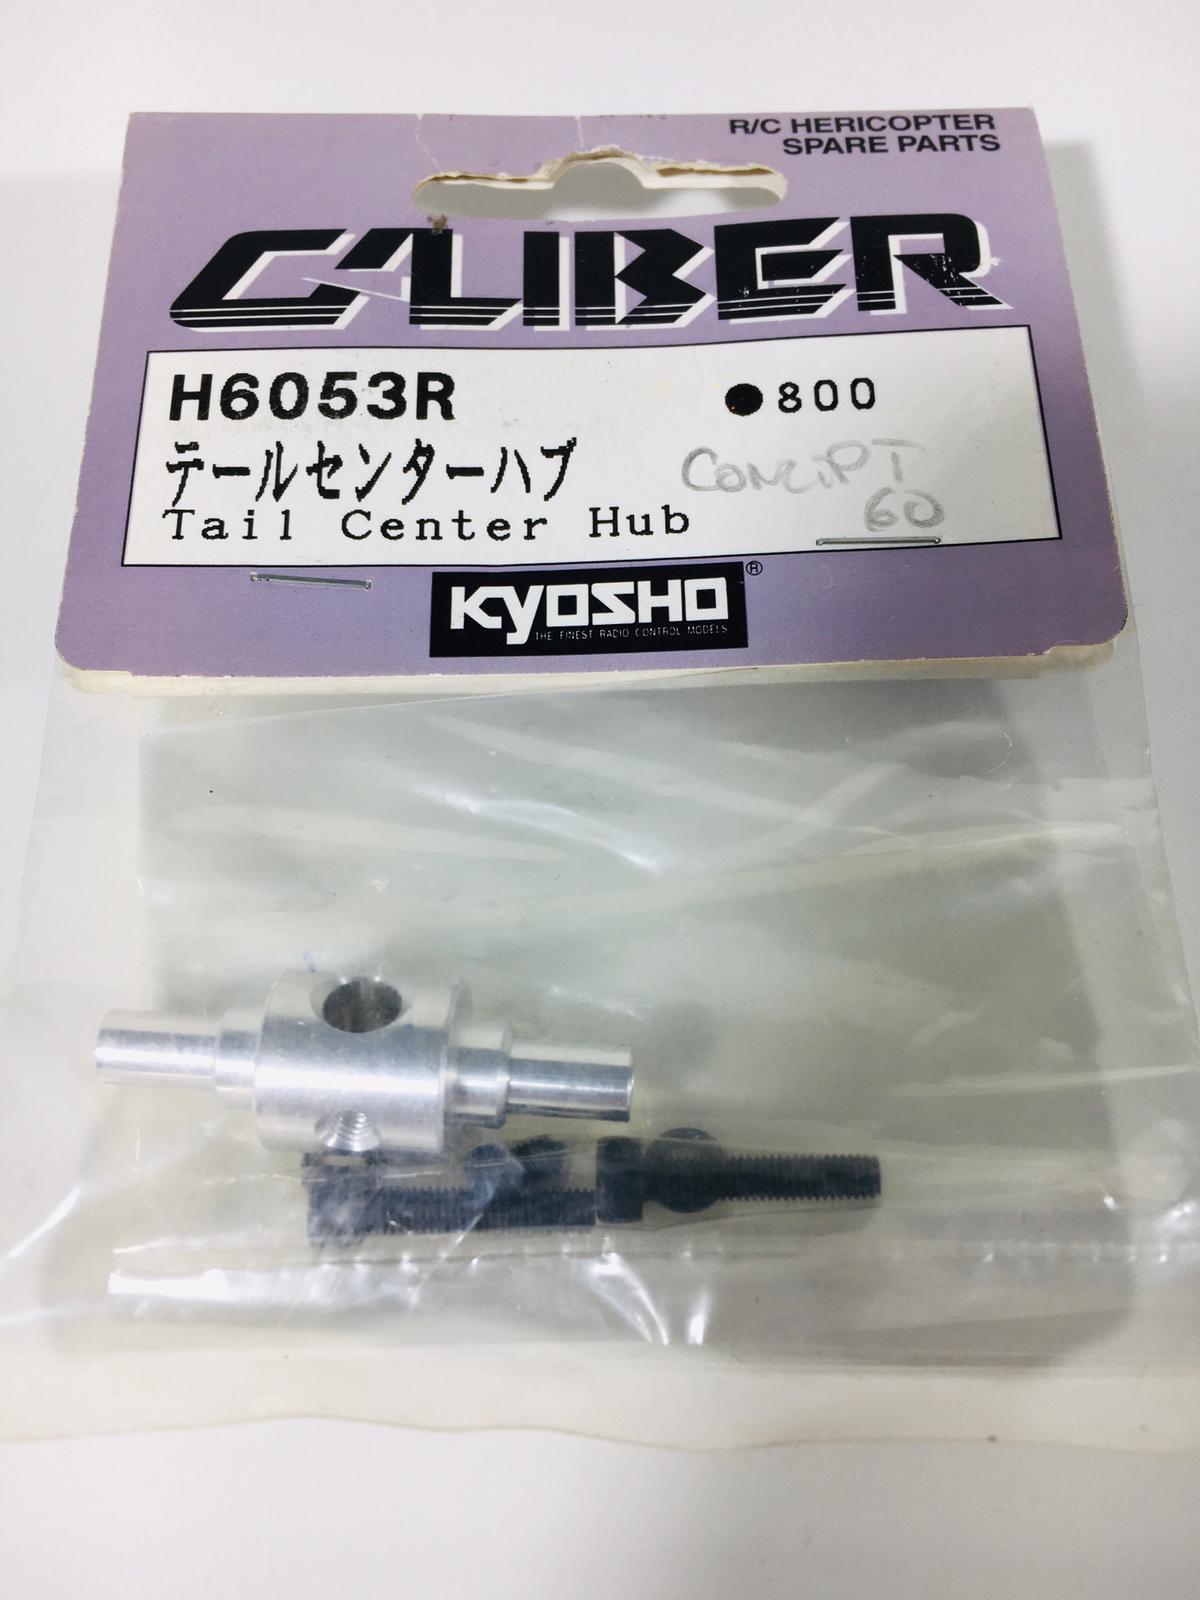 R/C HERICOPTER
SPARE PARTS
CALIBER
H6053R
●800
テールセンターハブ
Tail Center Hub
CONCIPT
60
KYOSHO®
THE FINEST RADIO CONTROL MODELS